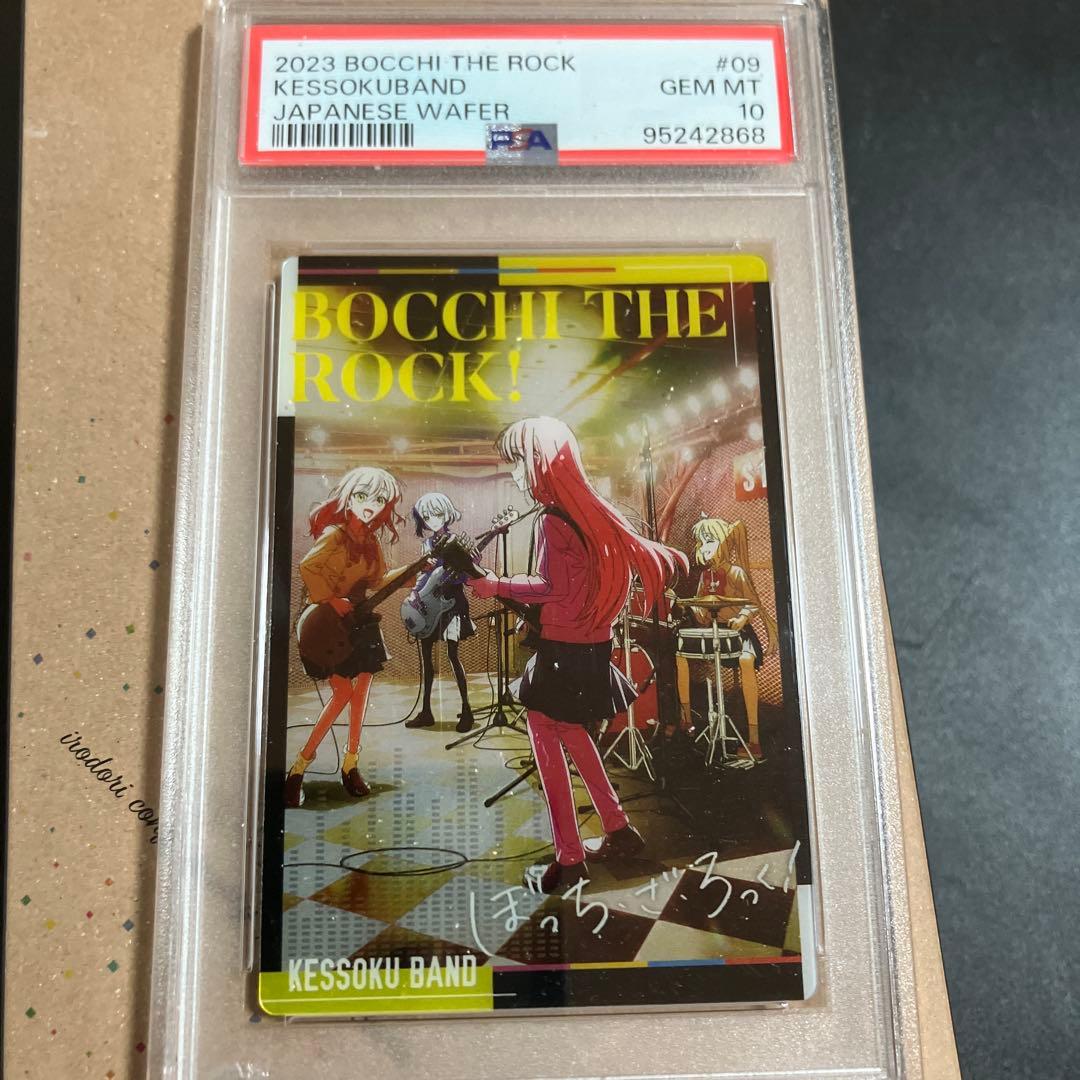 2023 BOCCHI THE ROCK #09
KESSOKUBAND GEM MT
JAPANESE WAFER 10
PSA 95242868
BOCCHI THE
ROCK!
ぼっち・ざ・ろっく!
KESSOKU BAND
irodori